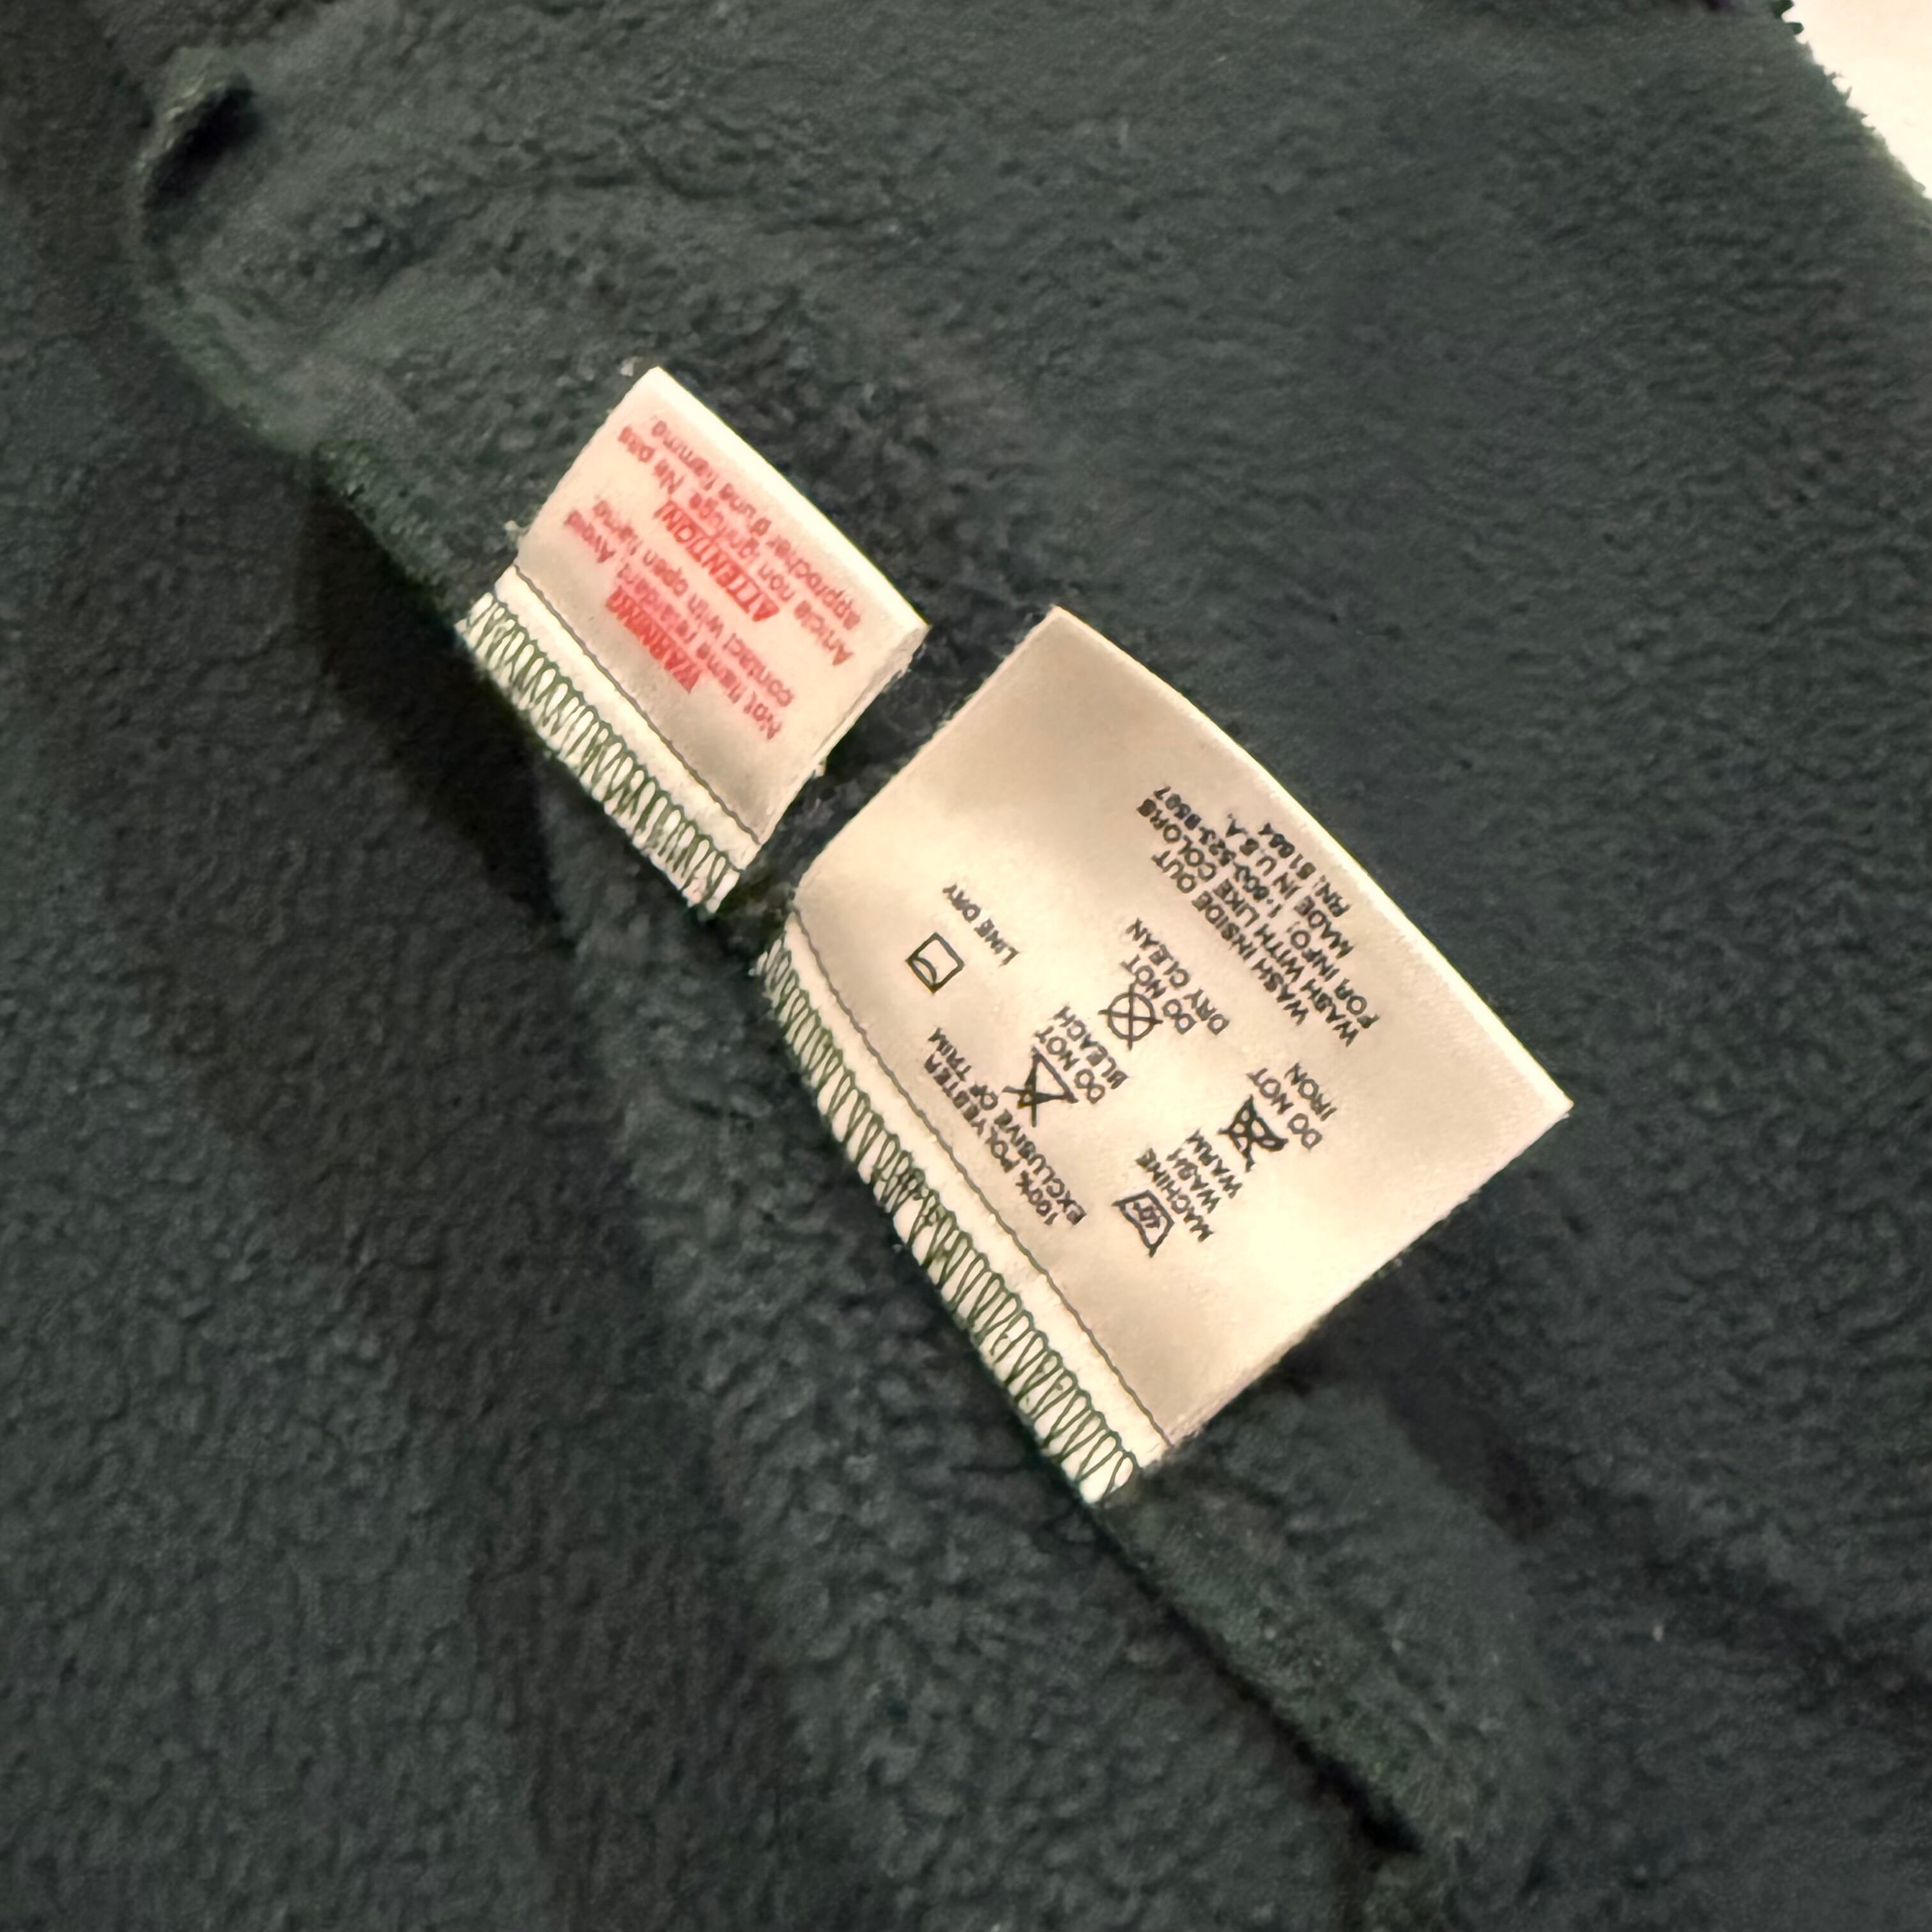 WARNING
Not flame resistant. Avoid
contact with open flame.
ATTENTION!
Article non ignifuge. Ne pas
approcher d'une flamme.
100% POLYESTER
EXCLUSIVE OF TRIM
MACHINE
WASH
WARM
DO NOT
BLEACH
LINE DRY
DO NOT
IRON
DO NOT
DRY CLEAN
WASH INSIDE OUT
WASH WITH LIKE COLORS
FOR INFO: 1-800-523-9597
MADE IN U.S.A.
RN. 51884